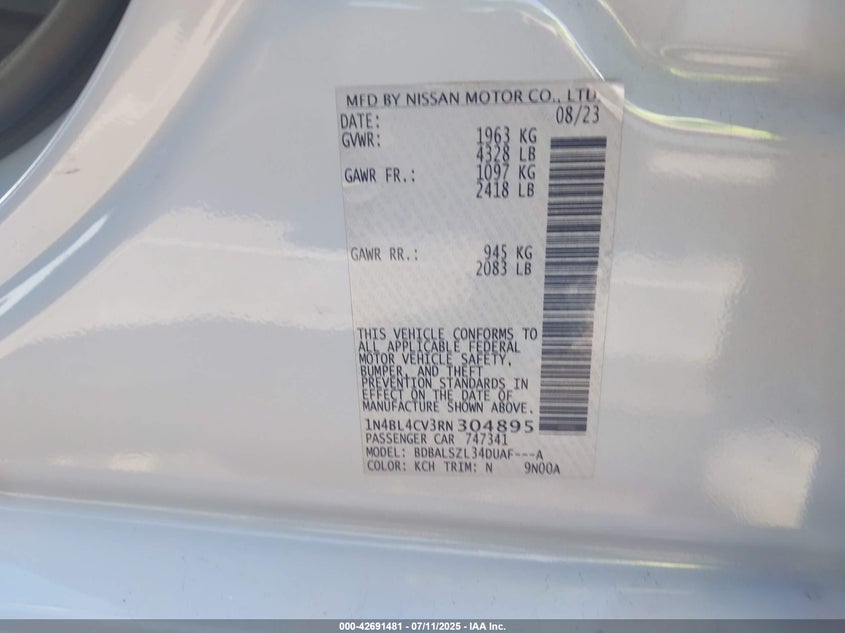 MFD BY NISSAN MOTOR CO., LTD.
DATE: 08/23
GVWR: 1963 KG
4328 LB
GAWR FR.: 1097 KG
2418 LB
GAWR RR.: 945 KG
2083 LB
THIS VEHICLE CONFORMS TO
ALL APPLICABLE FEDERAL
MOTOR VEHICLE SAFETY,
BUMPER, AND THEFT
PREVENTION STANDARDS IN
EFFECT ON THE DATE OF
MANUFACTURE SHOWN ABOVE.
1N4BL4CV3RN304895
PASSENGER CAR 747341
MODEL: BDBALSZL34DUAF---A
COLOR: KCH TRIM: N 9N00A
000-42691481 - 07/11/2025 - IAA Inc.